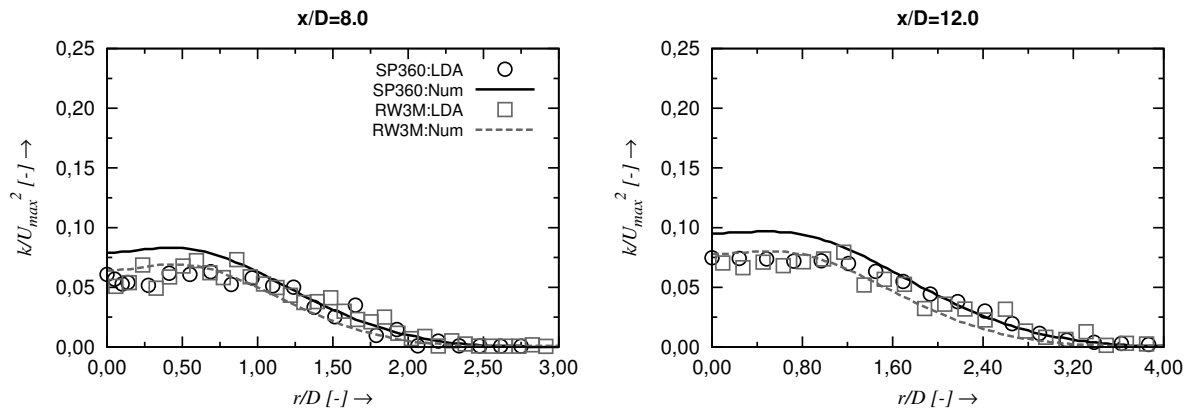 x/D=8.0
0,25
0,20
0,15
0,10
0,05
0,00
k/U_max^2 [-] →
SP360:LDA
SP360:Num
RW3M:LDA
RW3M:Num
0,00 0,50 1,00 1,50 2,00 2,50 3,00
r/D [-] →
x/D=12.0
0,25
0,20
0,15
0,10
0,05
0,00
k/U_max^2 [-] →
0,00 0,80 1,60 2,40 3,20 4,00
r/D [-] →